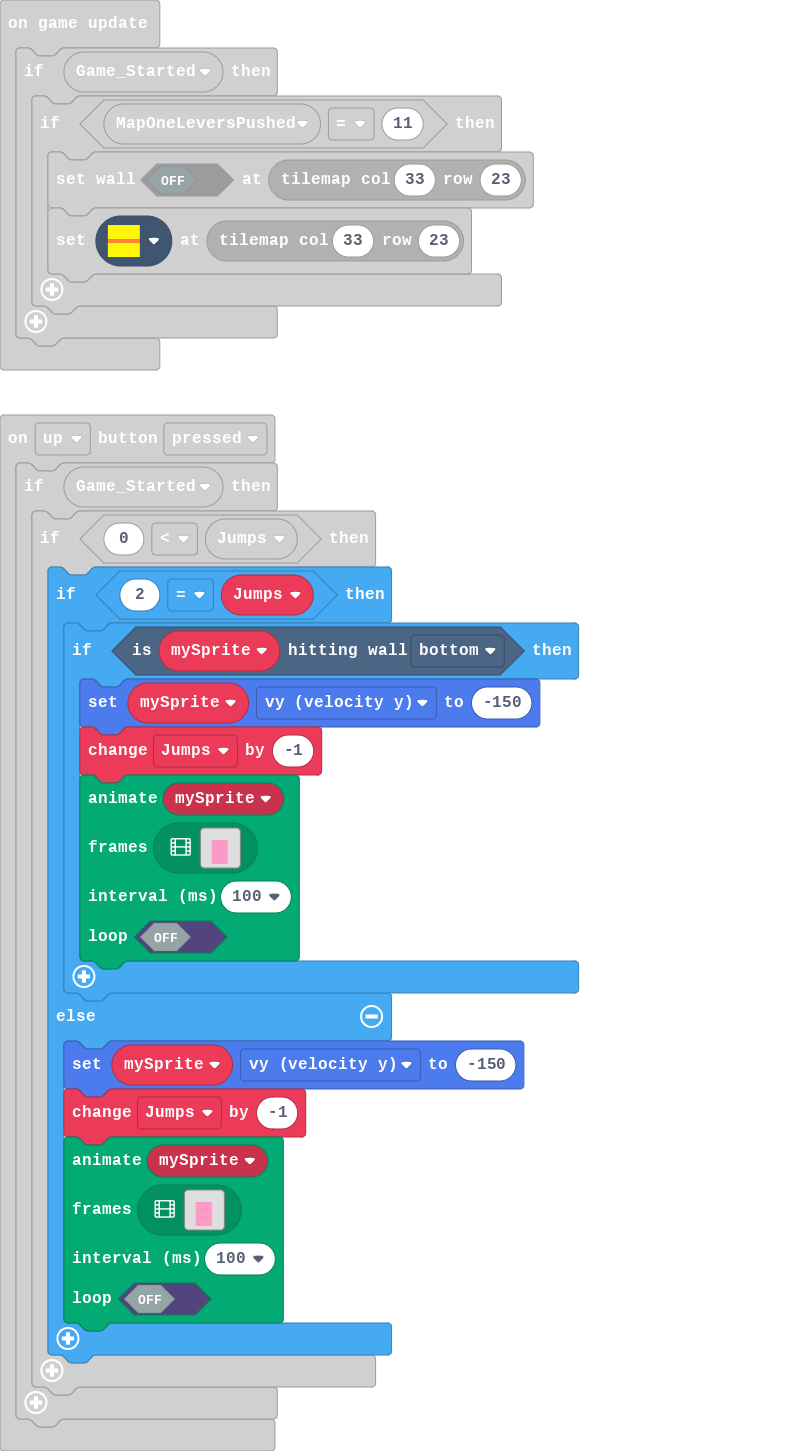 on game update
if Game_Started then
if MapOneLeversPushed = 11 then
set wall OFF at tilemap col 33 row 23
set at tilemap col 33 row 23
on up button pressed
if Game_Started then
if 0 < Jumps then
if 2 = Jumps then
if is mySprite hitting wall bottom then
set mySprite vy (velocity y) to -150
change Jumps by -1
animate mySprite
frames
interval (ms) 100
loop OFF
else
set mySprite vy (velocity y) to -150
change Jumps by -1
animate mySprite
frames
interval (ms) 100
loop OFF